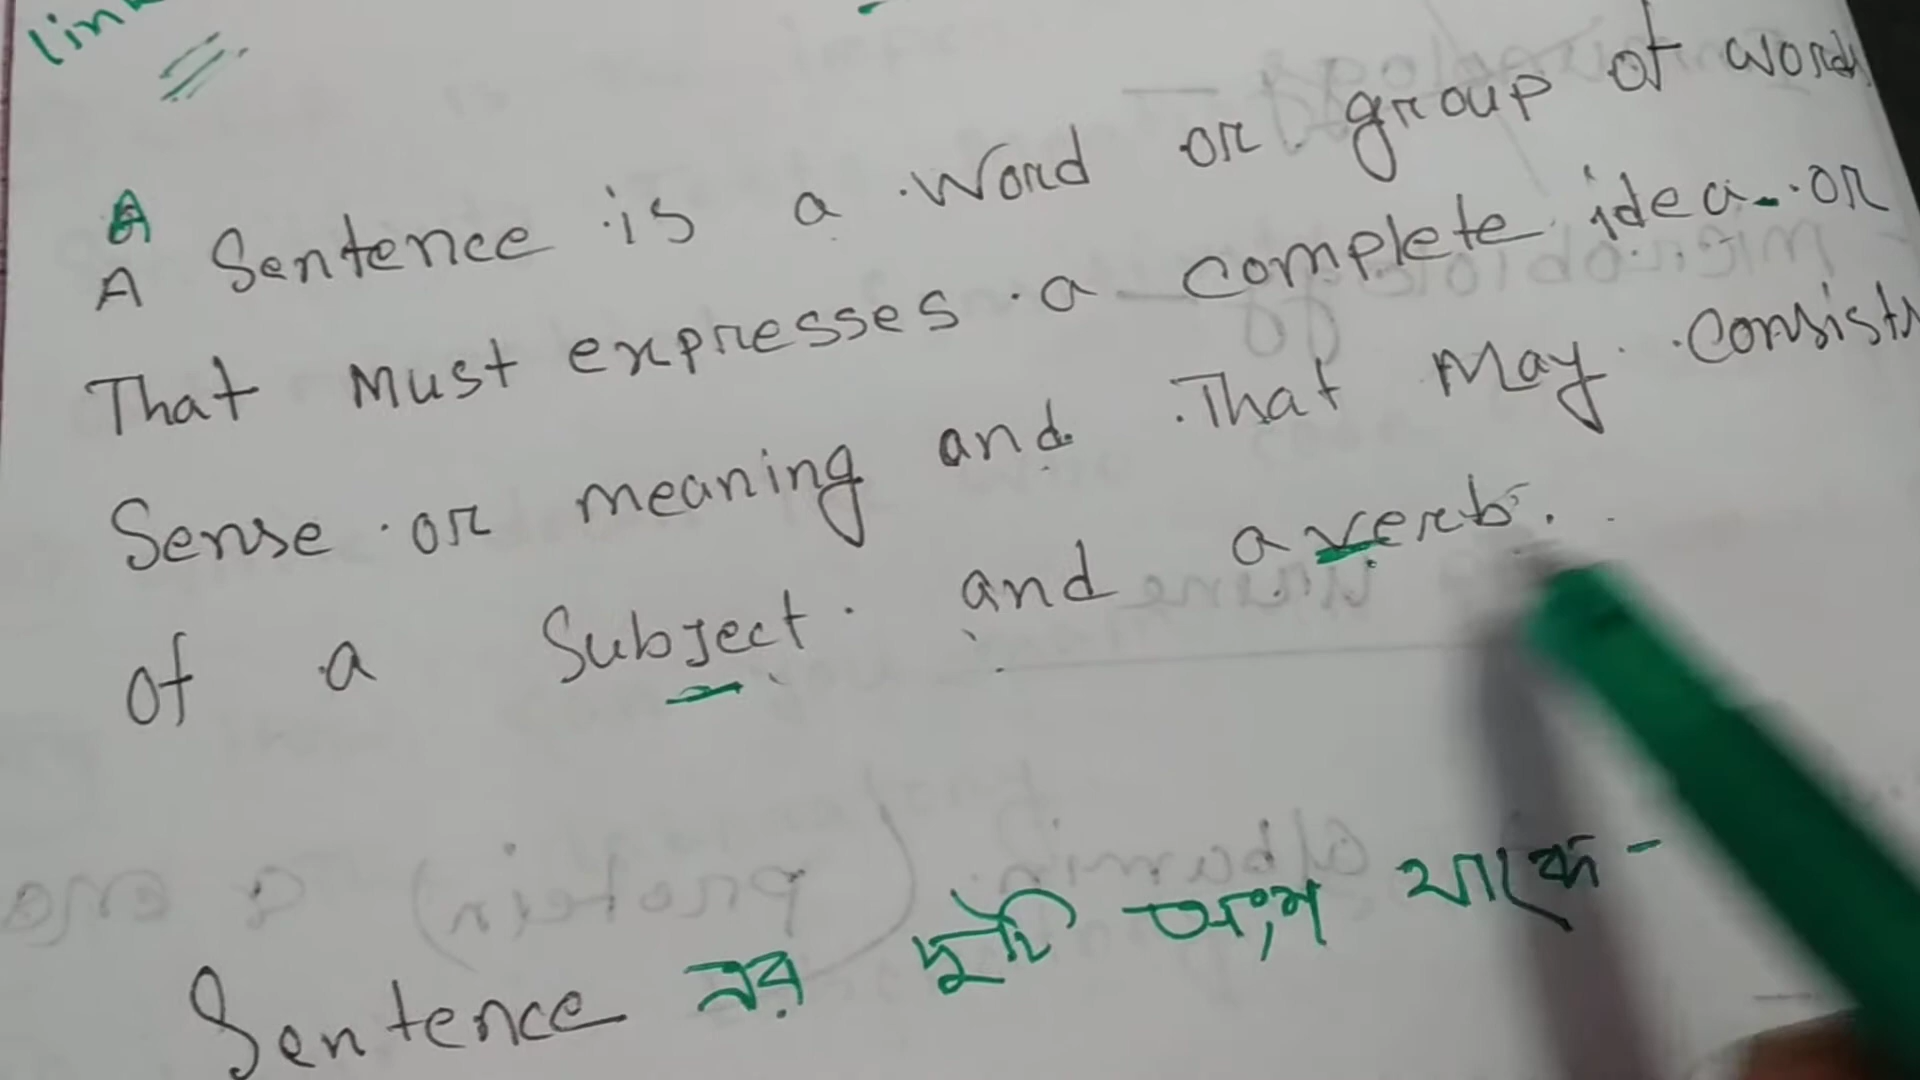 A
A Sentence is a Word or group of words
That Must expresses a complete idea or
Sense or meaning and That May Consists
of a Subject and a verb.
Sentence এর দুটি অংশ থাকে -